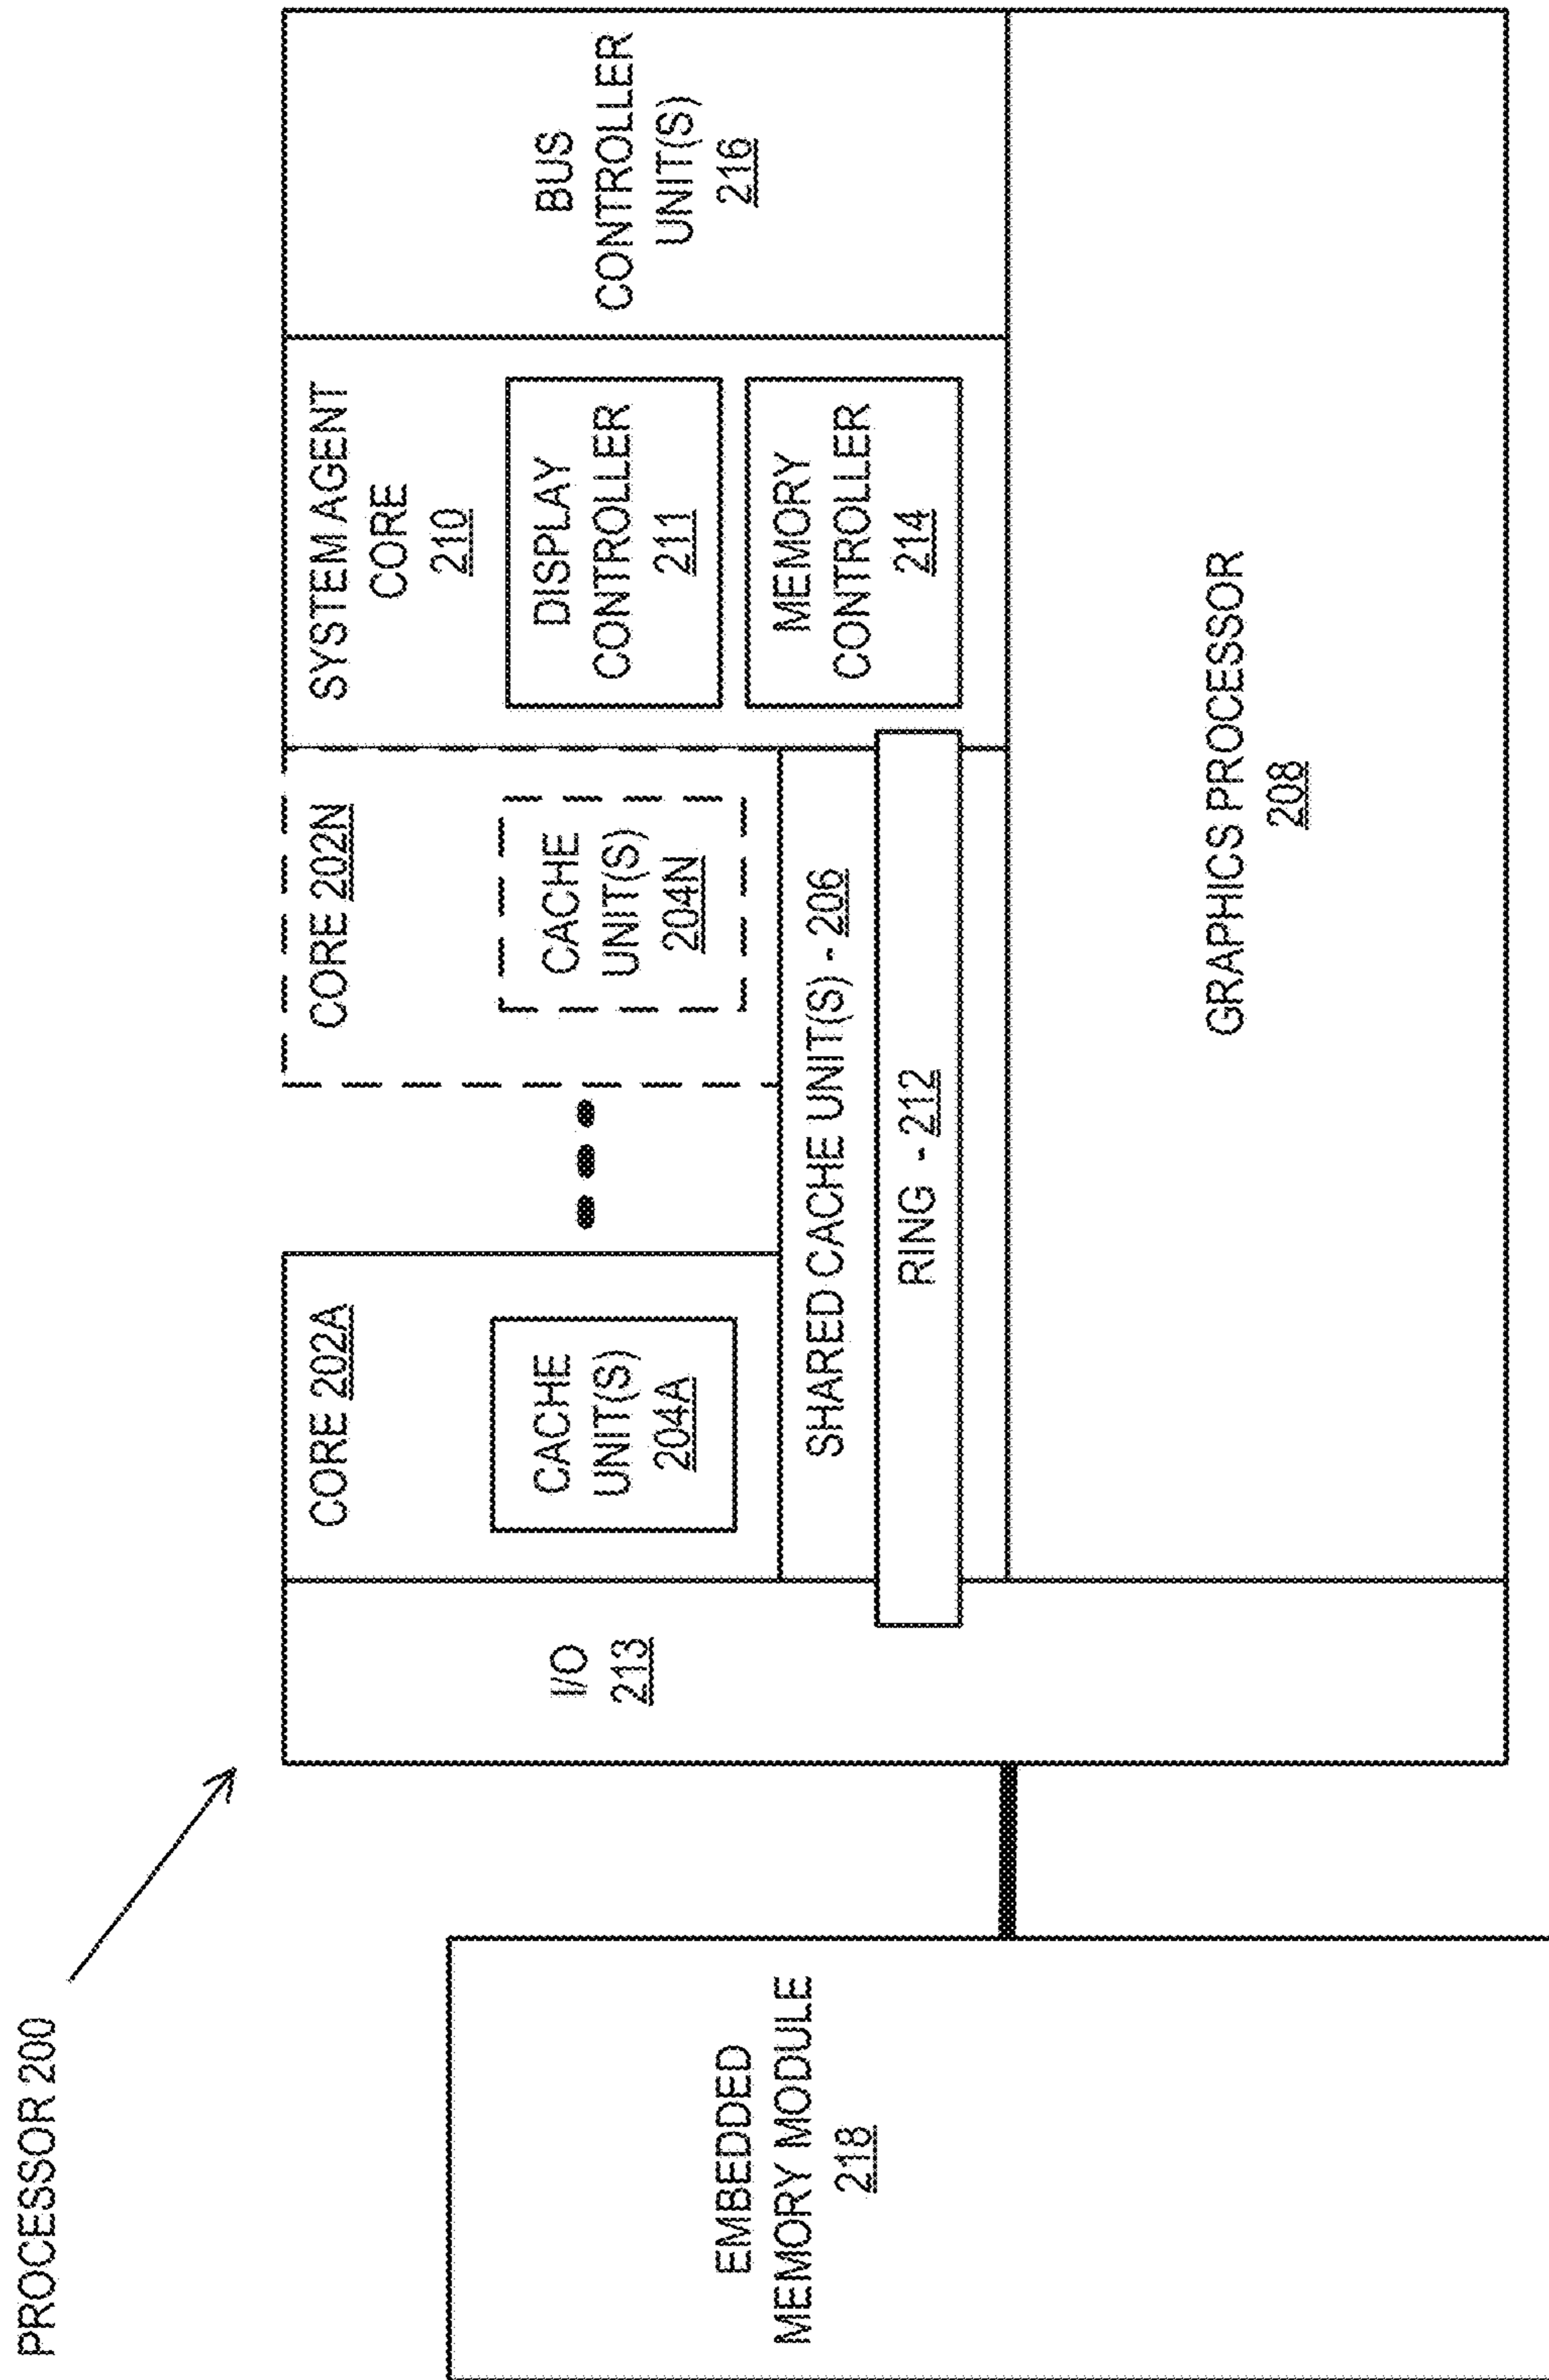 PROCESSOR 200
EMBEDDED
MEMORY MODULE
218
I/O
213
CORE 202A
CACHE
UNIT(S)
204A
CORE 202N
CACHE
UNIT(S)
204N
SHARED CACHE UNIT(S) - 206
RING - 212
SYSTEM AGENT
CORE
210
DISPLAY
CONTROLLER
211
MEMORY
CONTROLLER
214
BUS
CONTROLLER
UNIT(S)
216
GRAPHICS PROCESSOR
208